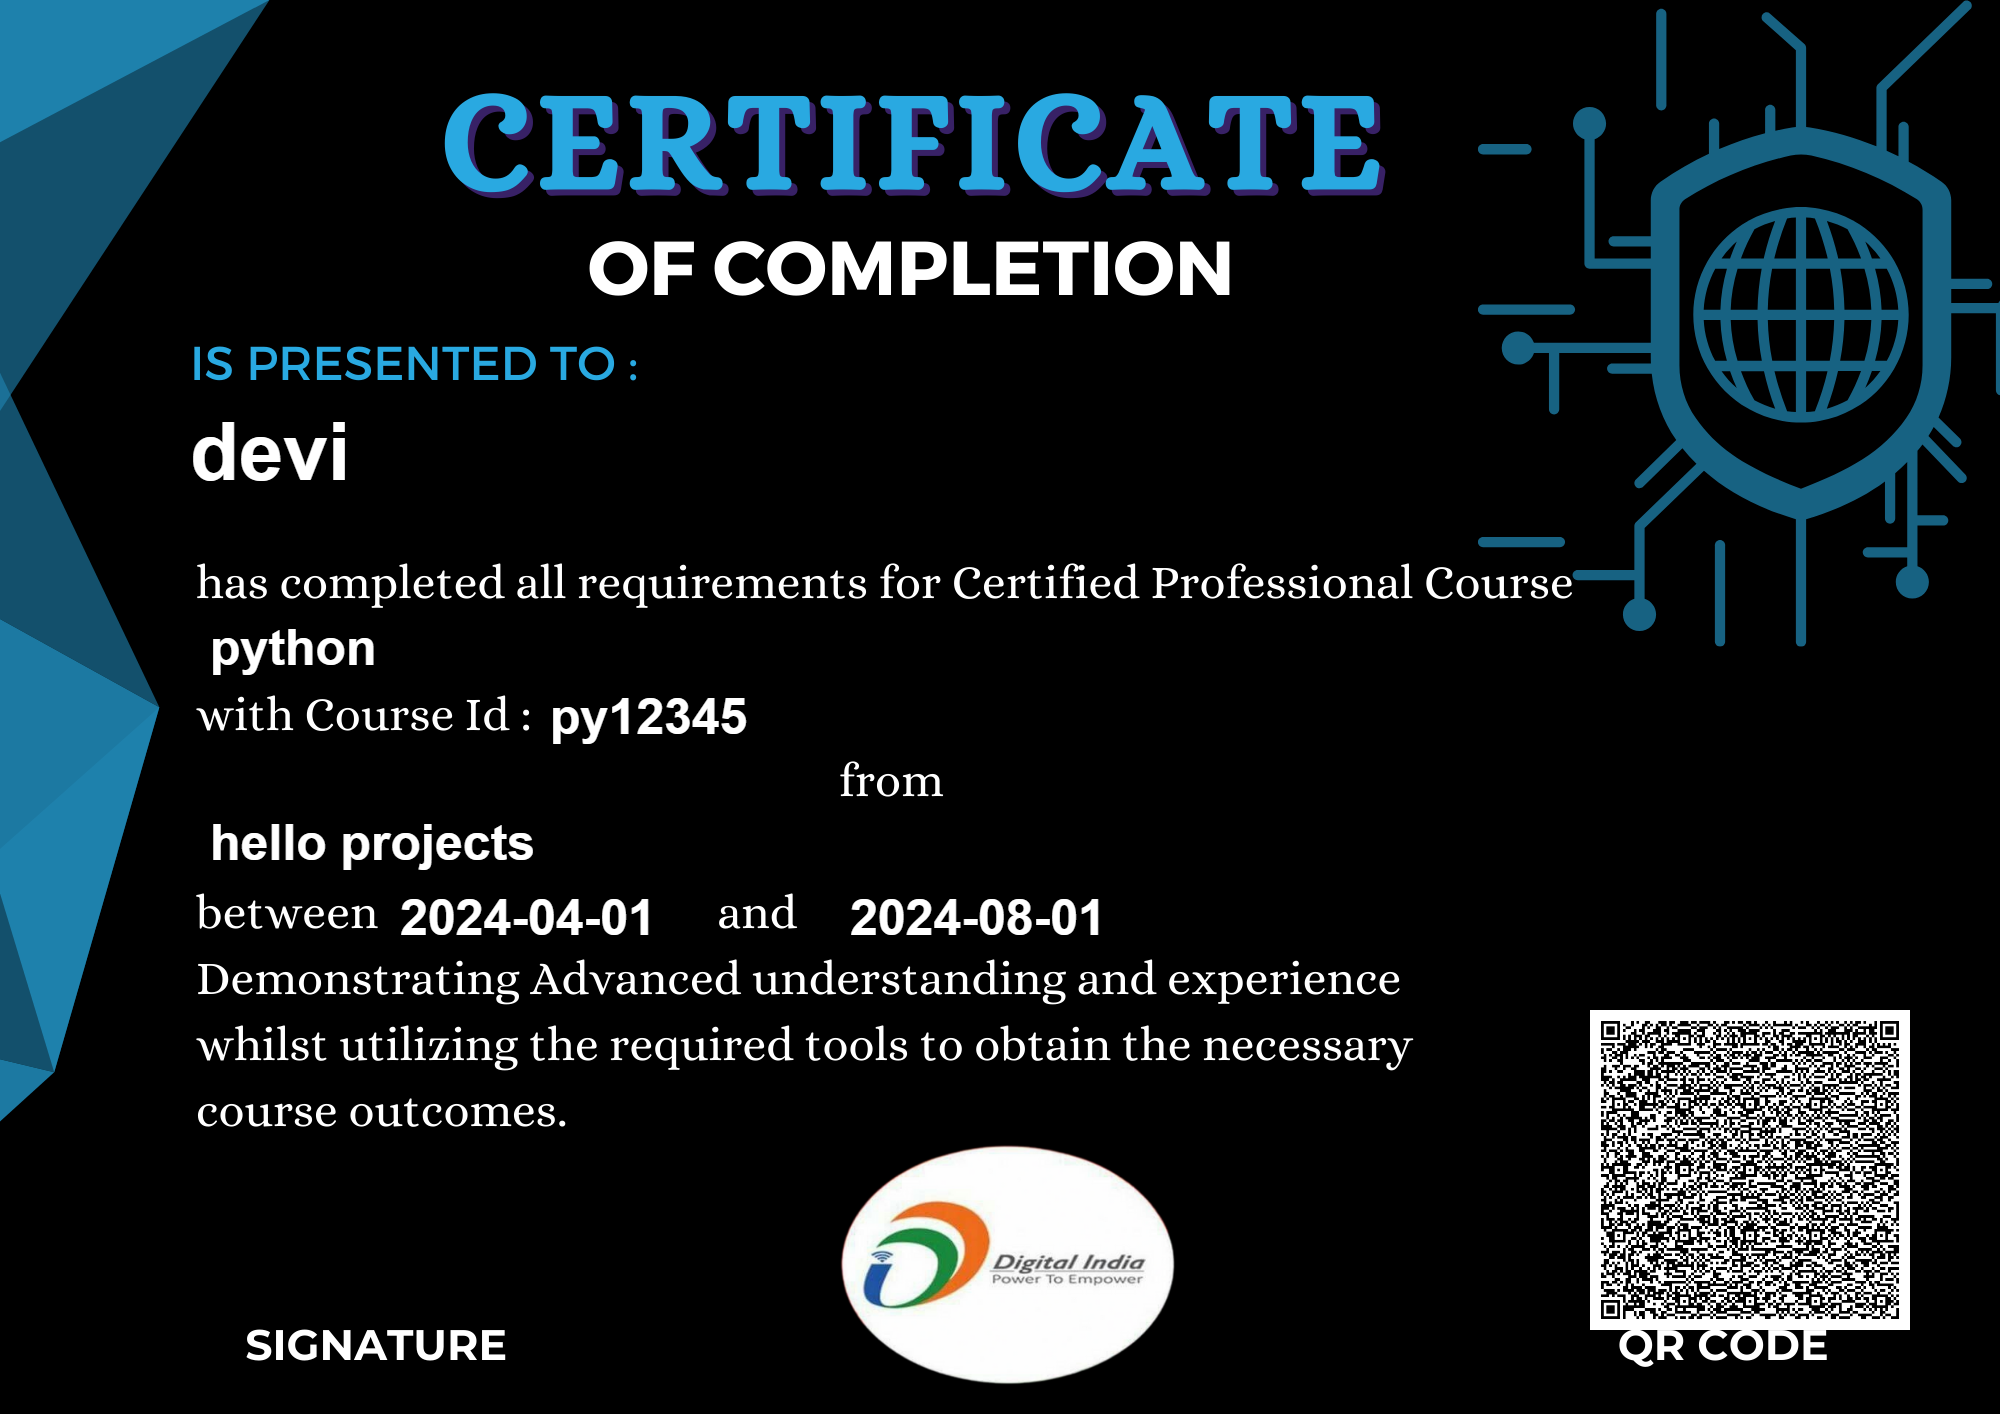 CERTIFICATE
OF COMPLETION
IS PRESENTED TO :
devi
has completed all requirements for Certified Professional Course
python
with Course Id : py12345
from
hello projects
between 2024-04-01 and 2024-08-01
Demonstrating Advanced understanding and experience
whilst utilizing the required tools to obtain the necessary
course outcomes.
Digital India
Power To Empower
SIGNATURE
QR CODE